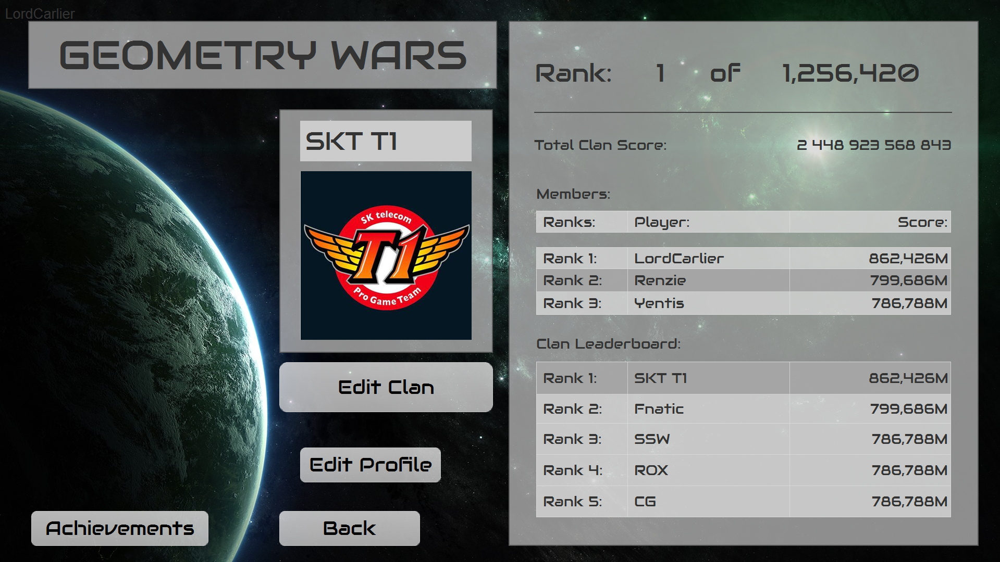 LordCarlier
GEOMETRY WARS
SKT T1
SK telecom
T1
Pro Game Team
Edit Clan
Edit Profile
Achievements
Back
Rank: 1 of 1,256,420
Total Clan Score: 2 448 923 568 843
Members:
Ranks: Player: Score:
Rank 1: LordCarlier 862,426M
Rank 2: Renzie 799,686M
Rank 3: Yentis 786,788M
Clan Leaderboard:
Rank 1: SKT T1 862,426M
Rank 2: Fnatic 799,686M
Rank 3: SSW 786,788M
Rank 4: ROX 786,788M
Rank 5: CG 786,788M